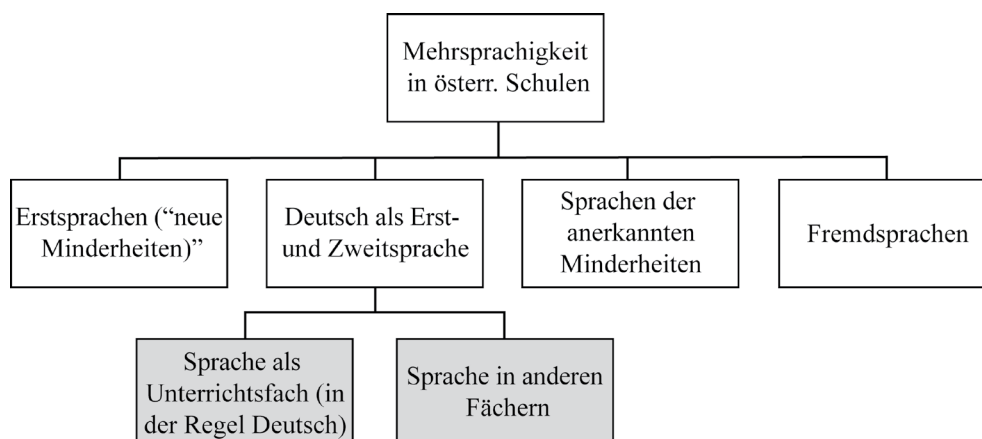 Mehrsprachigkeit
in österr. Schulen
Erstsprachen (“neue
Minderheiten)”
Deutsch als Erst-
und Zweitsprache
Sprachen der
anerkannten
Minderheiten
Fremdsprachen
Sprache als
Unterrichtsfach (in
der Regel Deutsch)
Sprache in anderen
Fächern